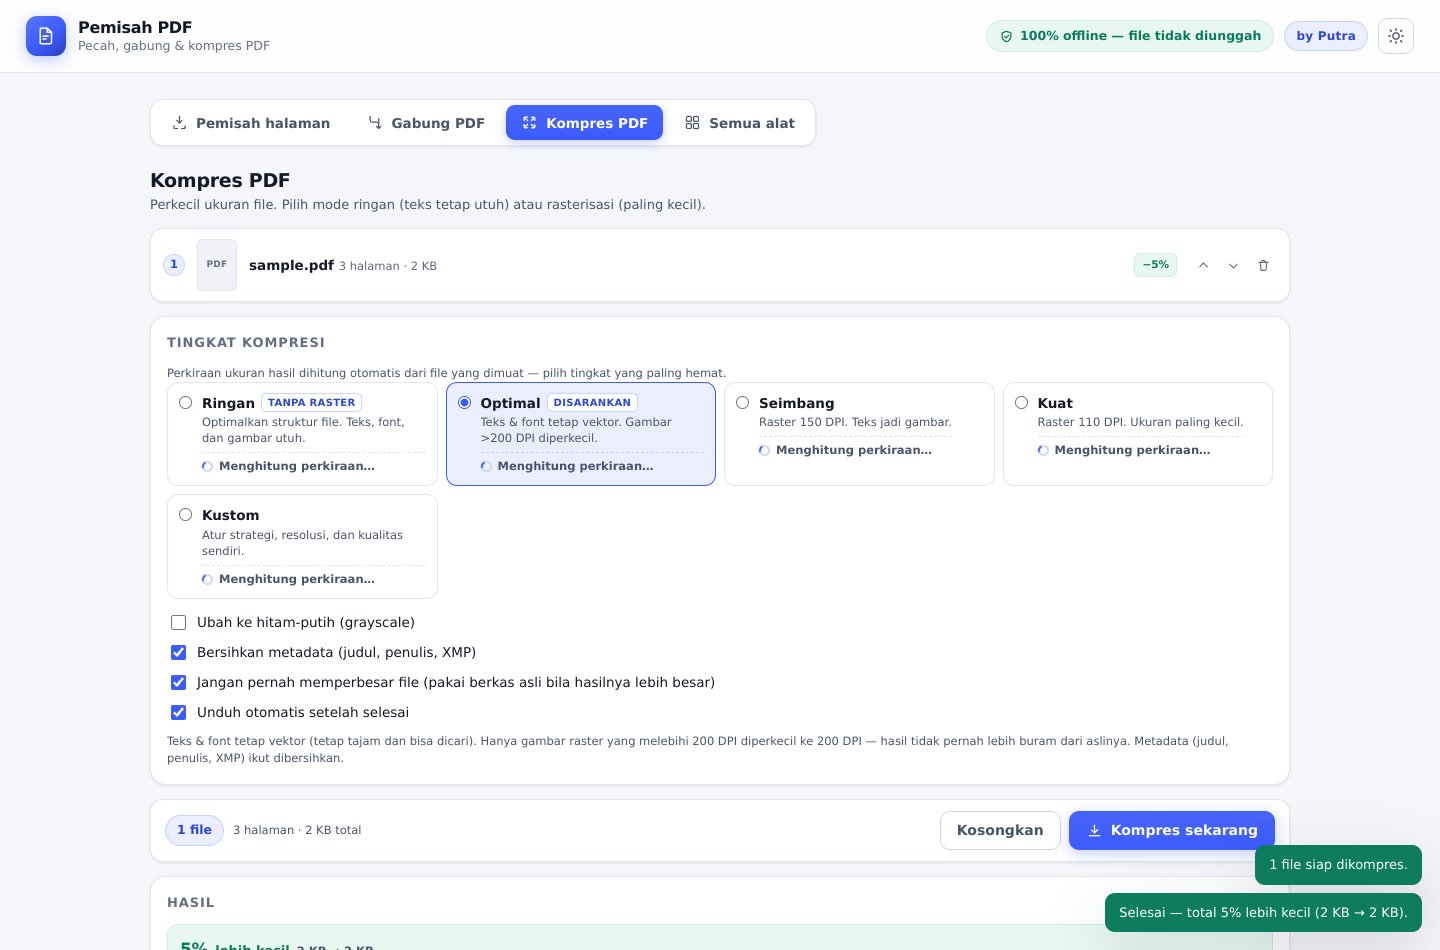 Pemisah PDF
Pecah, gabung & kompres PDF
100% offline — file tidak diunggah
by Putra
Pemisah halaman
Gabung PDF
Kompres PDF
Semua alat
Kompres PDF
Perkecil ukuran file. Pilih mode ringan (teks tetap utuh) atau rasterisasi (paling kecil).
1
PDF
sample.pdf 3 halaman · 2 KB
−5%
TINGKAT KOMPRESI
Perkiraan ukuran hasil dihitung otomatis dari file yang dimuat — pilih tingkat yang paling hemat.
Ringan TANPA RASTER
Optimalkan struktur file. Teks, font,
dan gambar utuh.
Menghitung perkiraan…
Optimal DISARANKAN
Teks & font tetap vektor. Gambar
>200 DPI diperkecil.
Menghitung perkiraan…
Seimbang
Raster 150 DPI. Teks jadi gambar.
Menghitung perkiraan…
Kuat
Raster 110 DPI. Ukuran paling kecil.
Menghitung perkiraan…
Kustom
Atur strategi, resolusi, dan kualitas
sendiri.
Menghitung perkiraan…
Ubah ke hitam-putih (grayscale)
Bersihkan metadata (judul, penulis, XMP)
Jangan pernah memperbesar file (pakai berkas asli bila hasilnya lebih besar)
Unduh otomatis setelah selesai
Teks & font tetap vektor (tetap tajam dan bisa dicari). Hanya gambar raster yang melebihi 200 DPI diperkecil ke 200 DPI — hasil tidak pernah lebih buram dari aslinya. Metadata (judul,
penulis, XMP) ikut dibersihkan.
1 file
3 halaman · 2 KB total
Kosongkan
Kompres sekarang
1 file siap dikompres.
HASIL
Selesai — total 5% lebih kecil (2 KB → 2 KB).
5% lebih kecil 2 KB → 2 KB